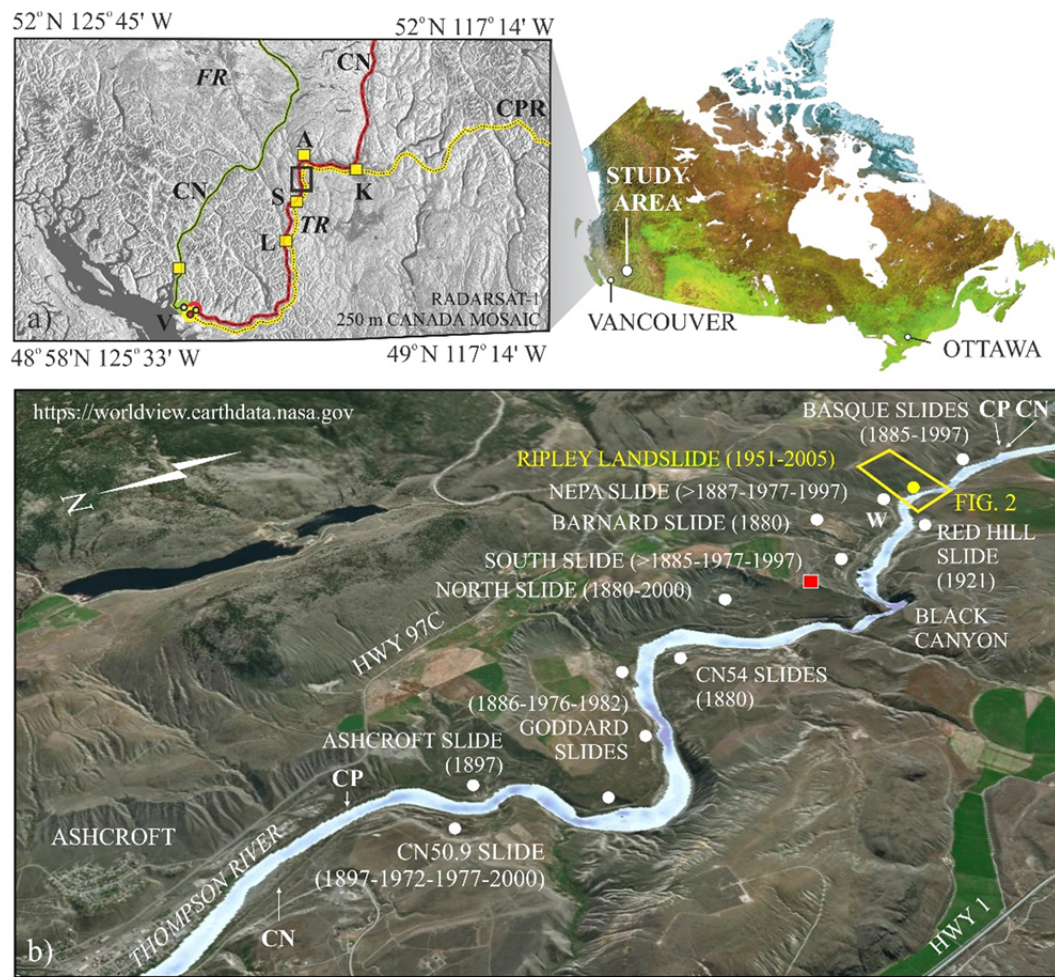 52°N 125°45' W
52°N 117°14' W
CN
FR
CPR
A
CN
S
K
TR
L
RADARSAT-1
250 m CANADA MOSAIC
V
a)
48°58'N 125°33' W
49°N 117°14' W
STUDY
AREA
VANCOUVER
OTTAWA
https://worldview.earthdata.nasa.gov
N
BASQUE SLIDES
(1885-1997)
CP CN
RIPLEY LANDSLIDE (1951-2005)
NEPA SLIDE (>1887-1977-1997)
W
FIG. 2
BARNARD SLIDE (1880)
RED HILL
SLIDE
(1921)
SOUTH SLIDE (>1885-1977-1997)
NORTH SLIDE (1880-2000)
BLACK
CANYON
HWY 97C
CN54 SLIDES
(1880)
(1886-1976-1982)
GODDARD
SLIDES
ASHCROFT SLIDE
(1897)
CP
ASHCROFT
THOMPSON RIVER
CN50.9 SLIDE
(1897-1972-1977-2000)
CN
HWY 1
b)